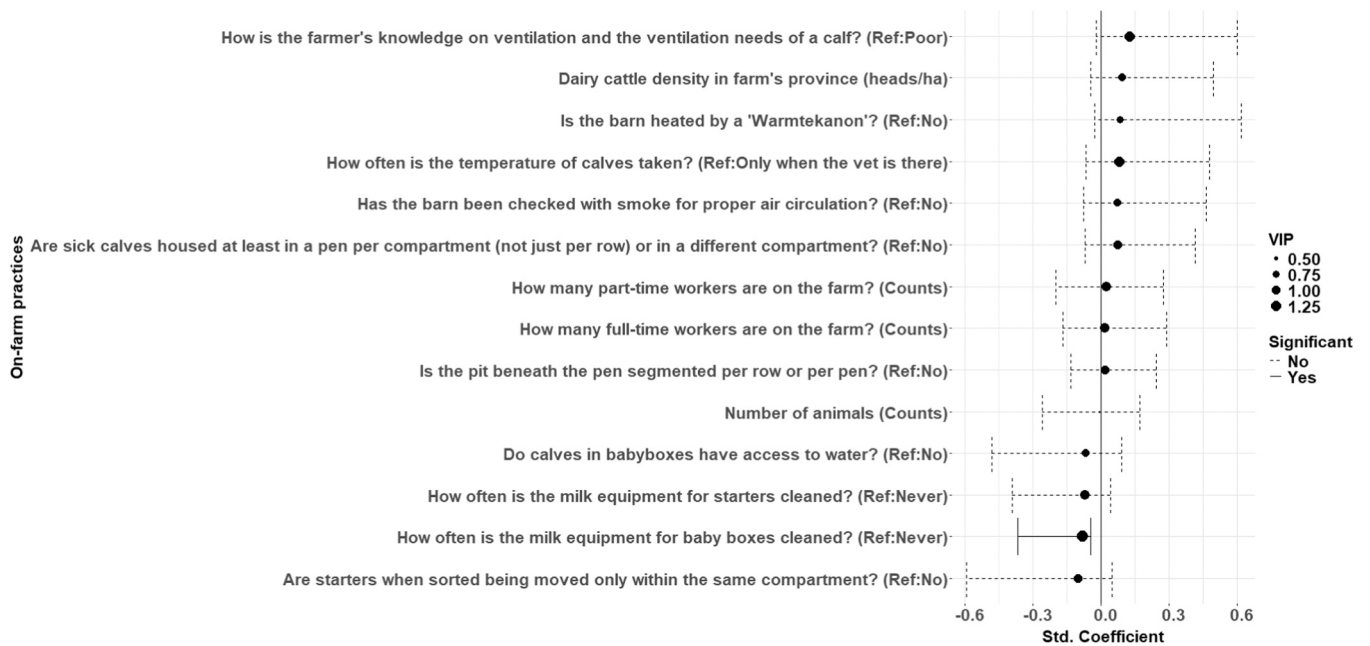 On-farm practices
How is the farmer's knowledge on ventilation and the ventilation needs of a calf? (Ref:Poor)
Dairy cattle density in farm's province (heads/ha)
Is the barn heated by a 'Warmtekanon'? (Ref:No)
How often is the temperature of calves taken? (Ref:Only when the vet is there)
Has the barn been checked with smoke for proper air circulation? (Ref:No)
Are sick calves housed at least in a pen per compartment (not just per row) or in a different compartment? (Ref:No)
How many part-time workers are on the farm? (Counts)
How many full-time workers are on the farm? (Counts)
Is the pit beneath the pen segmented per row or per pen? (Ref:No)
Number of animals (Counts)
Do calves in babyboxes have access to water? (Ref:No)
How often is the milk equipment for starters cleaned? (Ref:Never)
How often is the milk equipment for baby boxes cleaned? (Ref:Never)
Are starters when sorted being moved only within the same compartment? (Ref:No)
-0.6 -0.3 0.0 0.3 0.6
Std. Coefficient
VIP
0.50
0.75
1.00
1.25
Significant
No
Yes